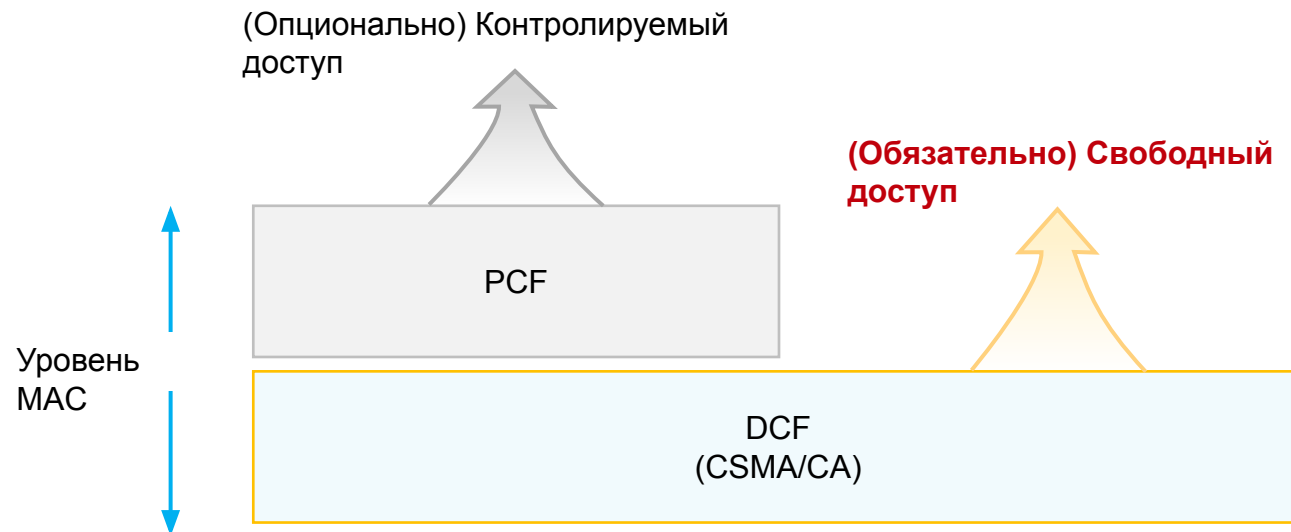 (Опционально) Контролируемый
доступ
(Обязательно) Свободный
доступ
PCF
Уровень
MAC
DCF
(CSMA/CA)